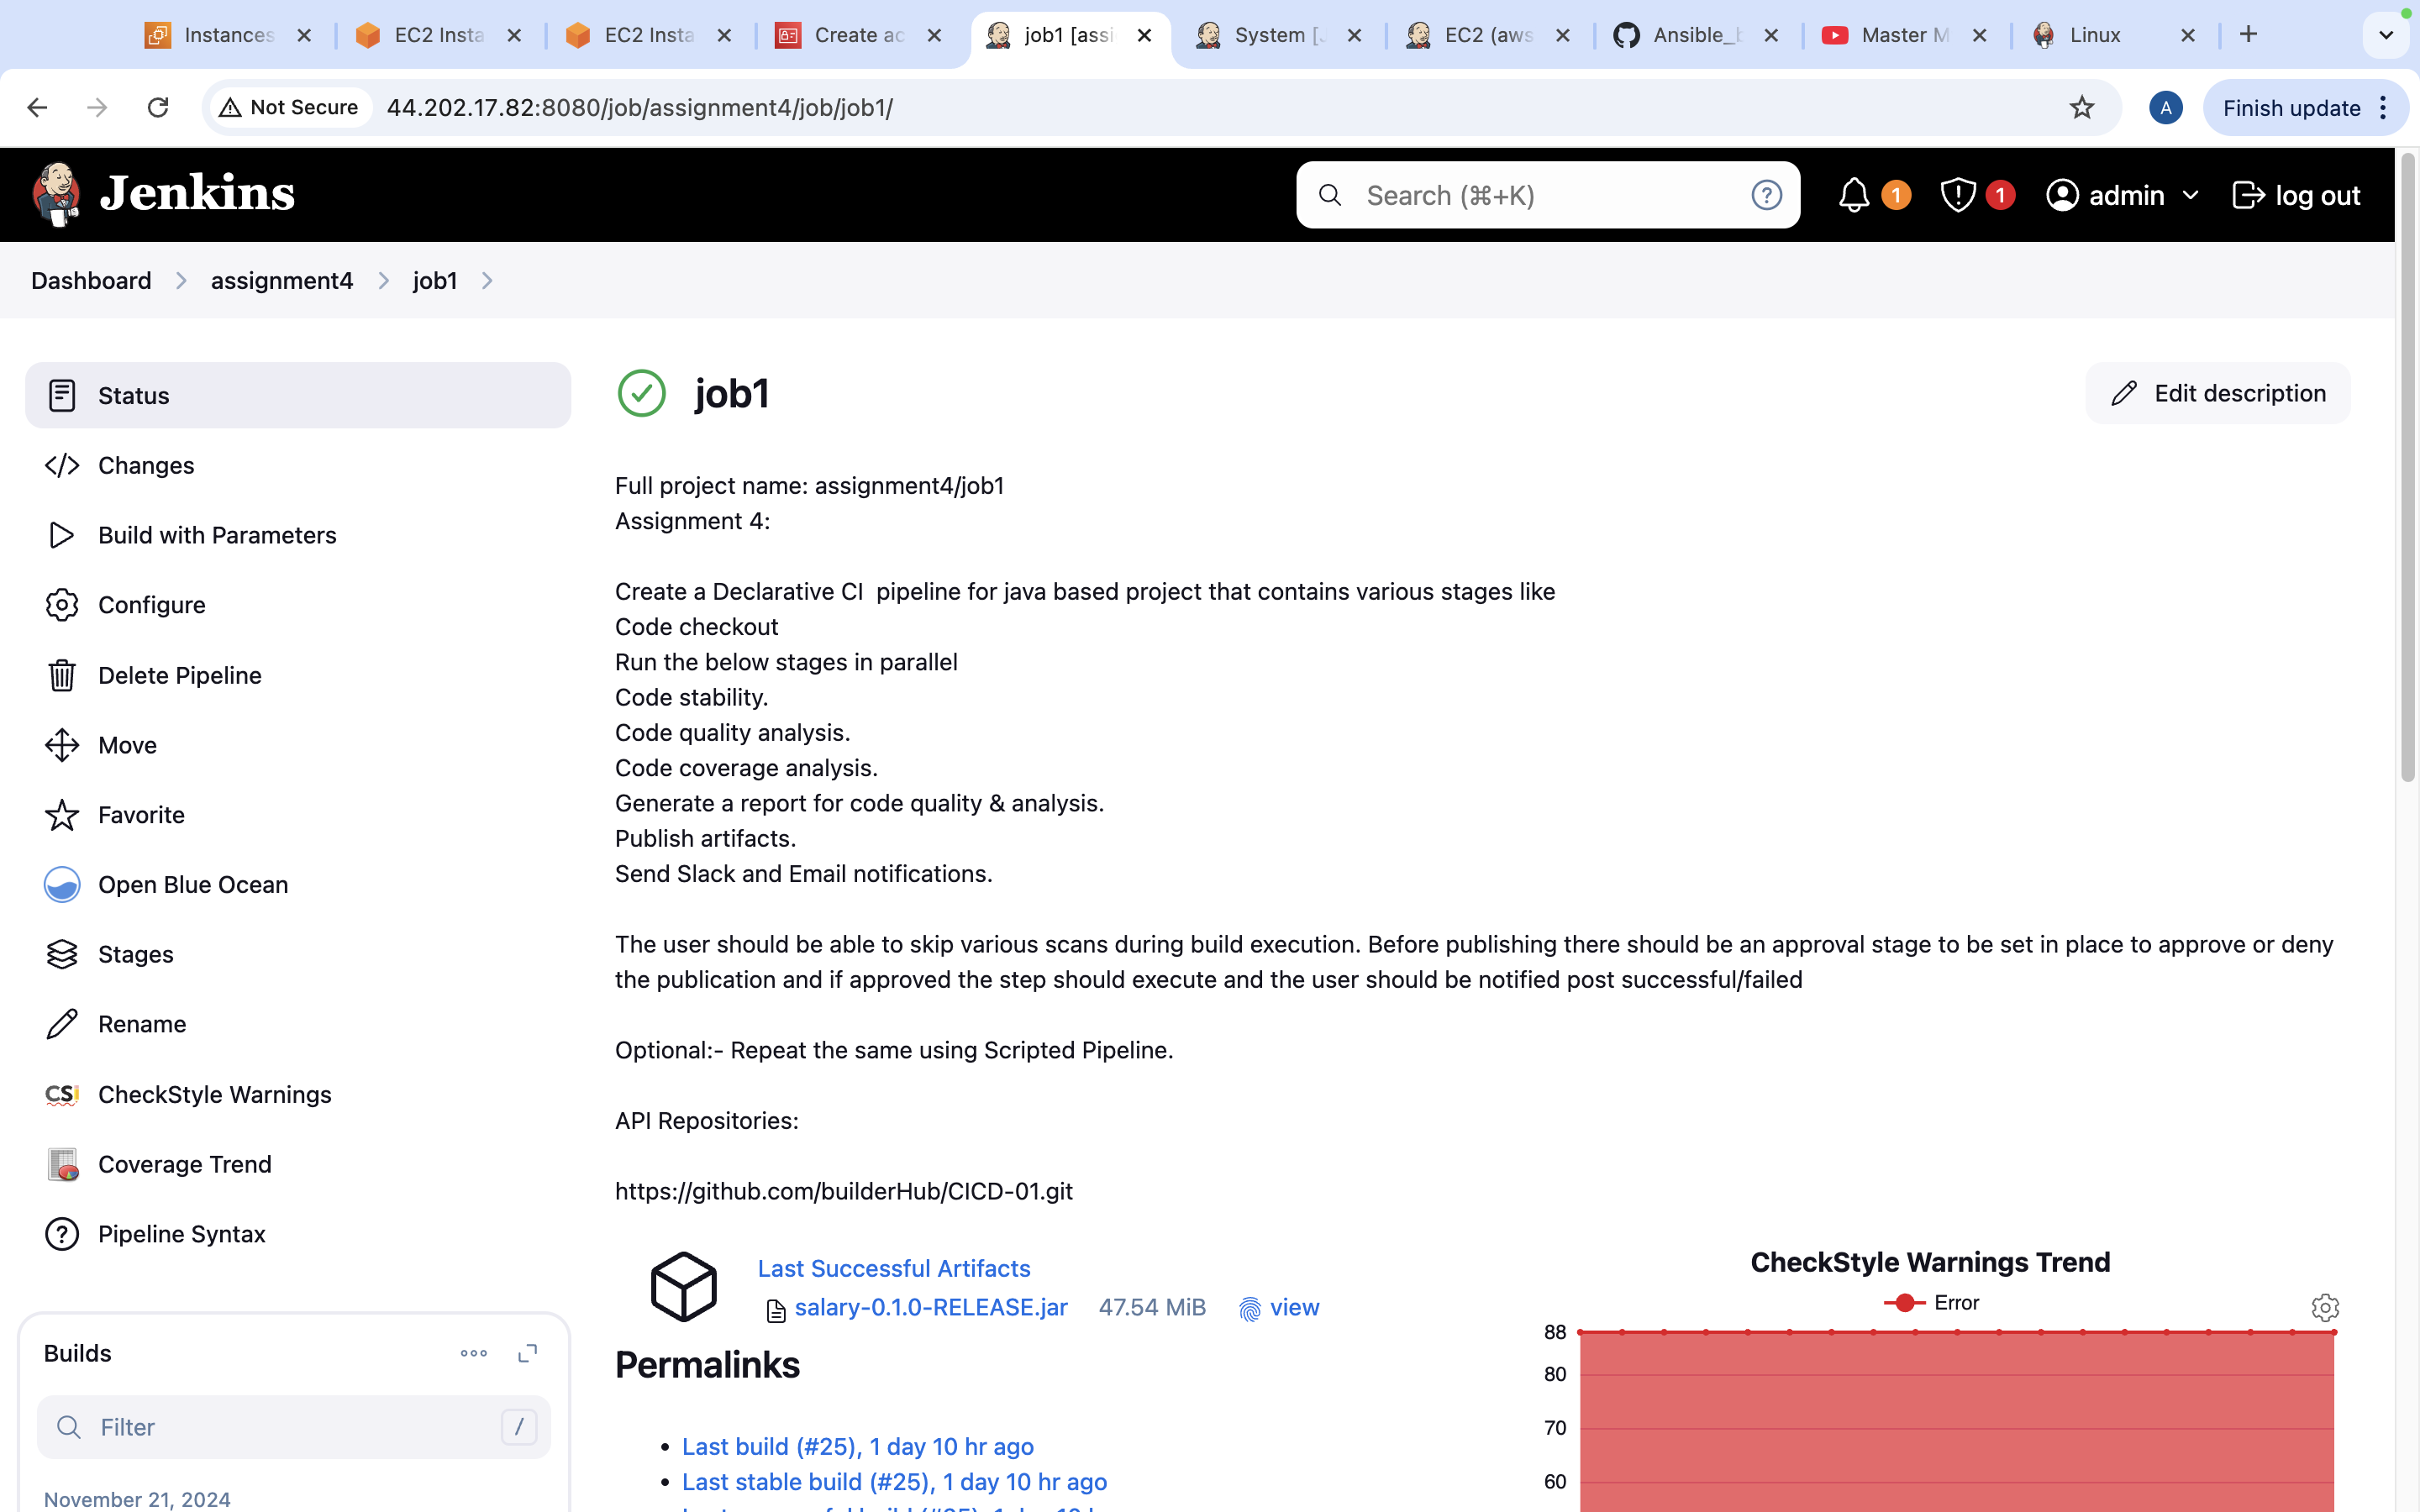 Instances
EC2 Insta
EC2 Insta
Create ac
job1 [assi
System [J
EC2 (aws
Ansible_b
Master M
Linux
Not Secure
44.202.17.82:8080/job/assignment4/job/job1/
A
Finish update
Jenkins
Search (⌘+K)
1
1
admin
log out
Dashboard
assignment4
job1
Status
Changes
Build with Parameters
Configure
Delete Pipeline
Move
Favorite
Open Blue Ocean
Stages
Rename
CheckStyle Warnings
Coverage Trend
Pipeline Syntax
Builds
Filter
/
November 21, 2024
job1
Edit description
Full project name: assignment4/job1
Assignment 4:
Create a Declarative CI  pipeline for java based project that contains various stages like
Code checkout
Run the below stages in parallel
Code stability.
Code quality analysis.
Code coverage analysis.
Generate a report for code quality & analysis.
Publish artifacts.
Send Slack and Email notifications.
The user should be able to skip various scans during build execution. Before publishing there should be an approval stage to be set in place to approve or deny
the publication and if approved the step should execute and the user should be notified post successful/failed
Optional:- Repeat the same using Scripted Pipeline.
API Repositories:
https://github.com/builderHub/CICD-01.git
Last Successful Artifacts
salary-0.1.0-RELEASE.jar 47.54 MiB view
Permalinks
Last build (#25), 1 day 10 hr ago
Last stable build (#25), 1 day 10 hr ago
CheckStyle Warnings Trend
Error
88
80
70
60